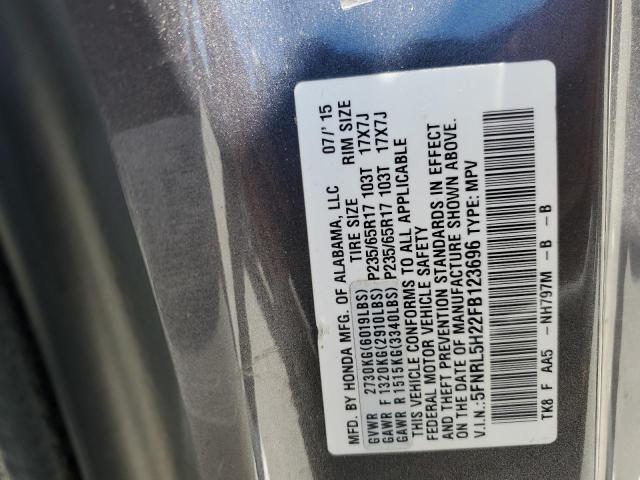 MFD. BY HONDA MFG. OF ALABAMA, LLC 07/'15
TIRE SIZE RIM SIZE
GVWR 2730KG(6019LBS)
GAWR F 1320KG(2910LBS) P235/65R17 103T 17X7J
GAWR R 1515KG(3340LBS) P235/65R17 103T 17X7J
THIS VEHICLE CONFORMS TO ALL APPLICABLE
FEDERAL MOTOR VEHICLE SAFETY
AND THEFT PREVENTION STANDARDS IN EFFECT
ON THE DATE OF MANUFACTURE SHOWN ABOVE.
V.I.N.:5FNRL5H22FB123696 TYPE: MPV
TK8 F AA5 -NH797M -B -B